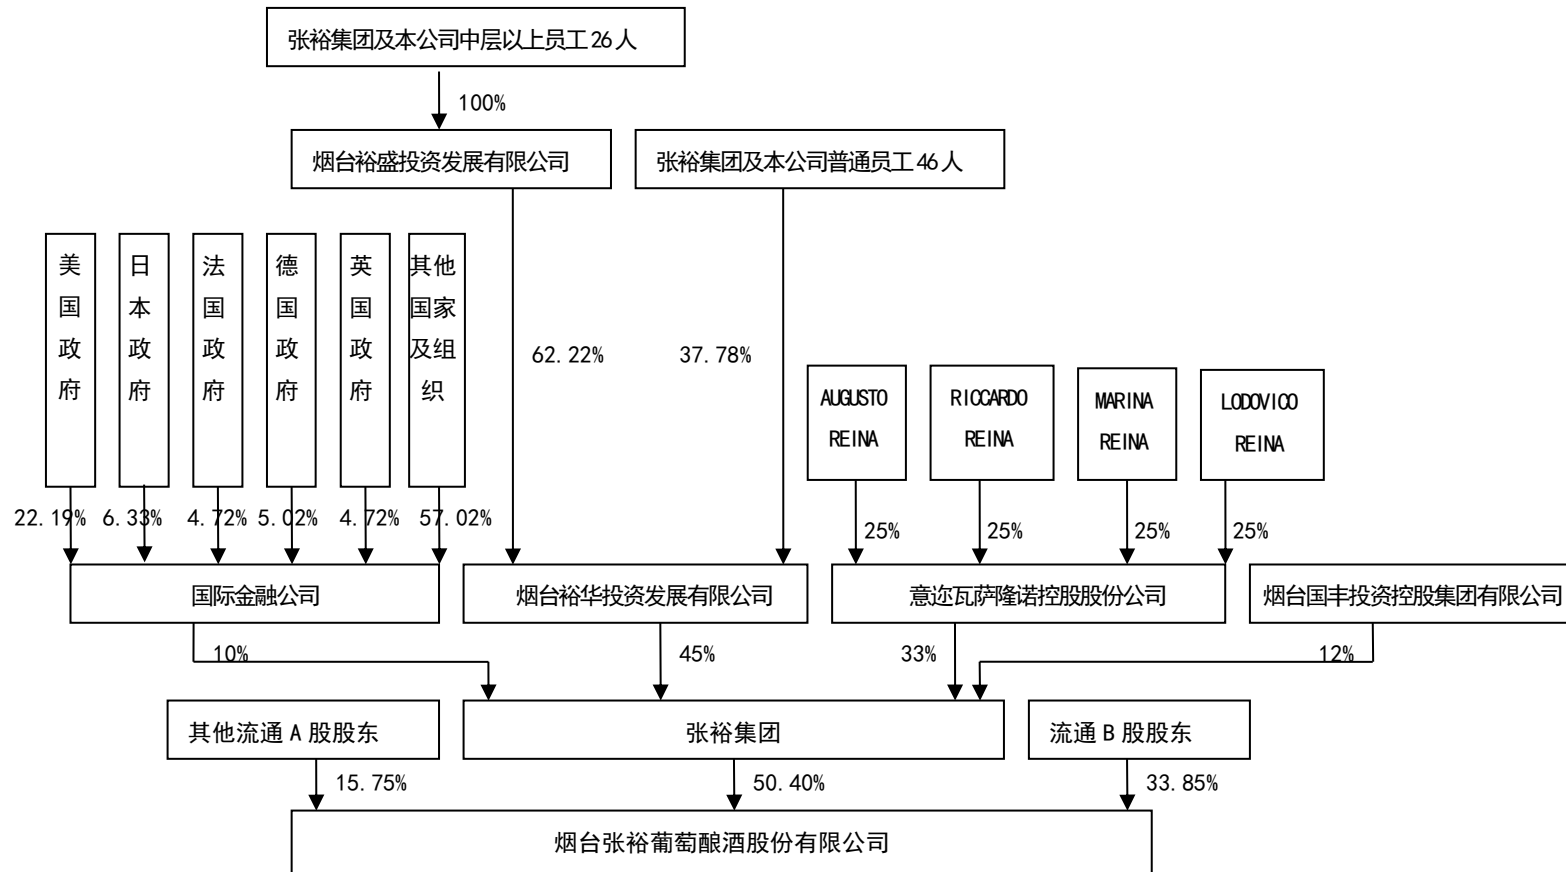 张裕集团及本公司中层以上员工26人
100%
烟台裕盛投资发展有限公司
张裕集团及本公司普通员工46人
美国政府
日本政府
法国政府
德国政府
英国政府
其他
国家
及组
织
62.22%
37.78%
AUGUSTO
REINA
RICCARDO
REINA
MARINA
REINA
LODOVICO
REINA
22.19%
6.33%
4.72%
5.02%
4.72%
57.02%
25%
25%
25%
25%
国际金融公司
烟台裕华投资发展有限公司
意迩瓦萨隆诺控股股份公司
烟台国丰投资控股集团有限公司
10%
45%
33%
12%
其他流通A股股东
张裕集团
流通B股股东
15.75%
50.40%
33.85%
烟台张裕葡萄酿酒股份有限公司